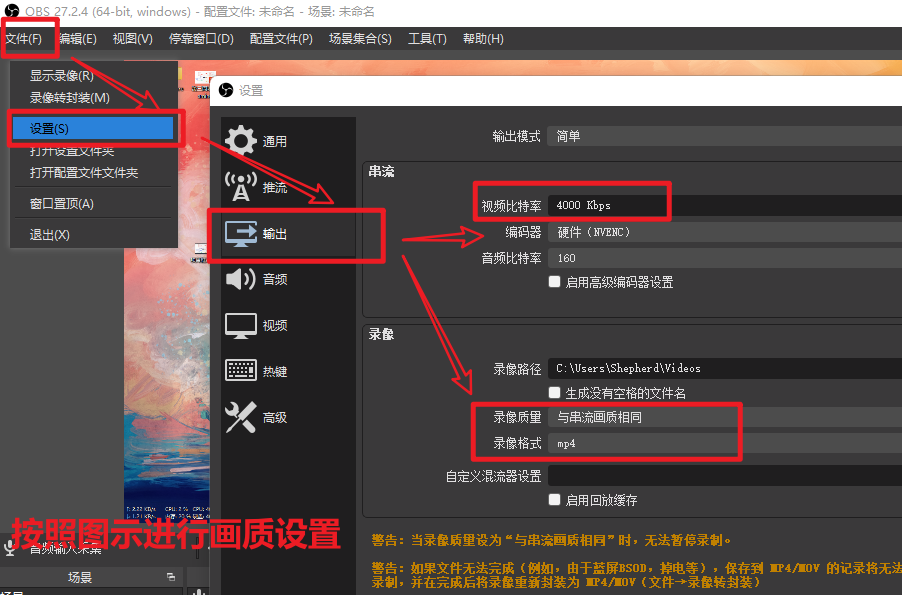 OBS 27.2.4 (64-bit, windows) - 配置文件: 未命名 - 场景: 未命名
文件(F) 编辑(E) 视图(V) 停靠窗口(D) 配置文件(P) 场景集合(S) 工具(T) 帮助(H)
显示录像(R)
录像转封装(M)
设置(S)
打开设置文件夹
打开配置文件文件夹
窗口置顶(A)
退出(X)
设置
通用
推流
输出
音频
视频
热键
高级
输出模式 简单
串流
视频比特率 4000 Kbps
编码器 硬件 (NVENC)
音频比特率 160
启用高级编码器设置
录像
录像路径 C:\Users\Shepherd\Videos
生成没有空格的文件名
录像质量 与串流画质相同
录像格式 mp4
自定义混流器设置
启用回放缓存
警告: 当录像质量设为“与串流画质相同”时, 无法暂停录制。
警告: 如果文件无法完成 (例如, 由于蓝屏BSOD, 掉电等), 保存到 MP4/MOV 的记录将无法
录制, 并在完成后将录像重新封装为 MP4/MOV (文件→录像转封装)
按照图示进行画质设置
音频输入采集
场景